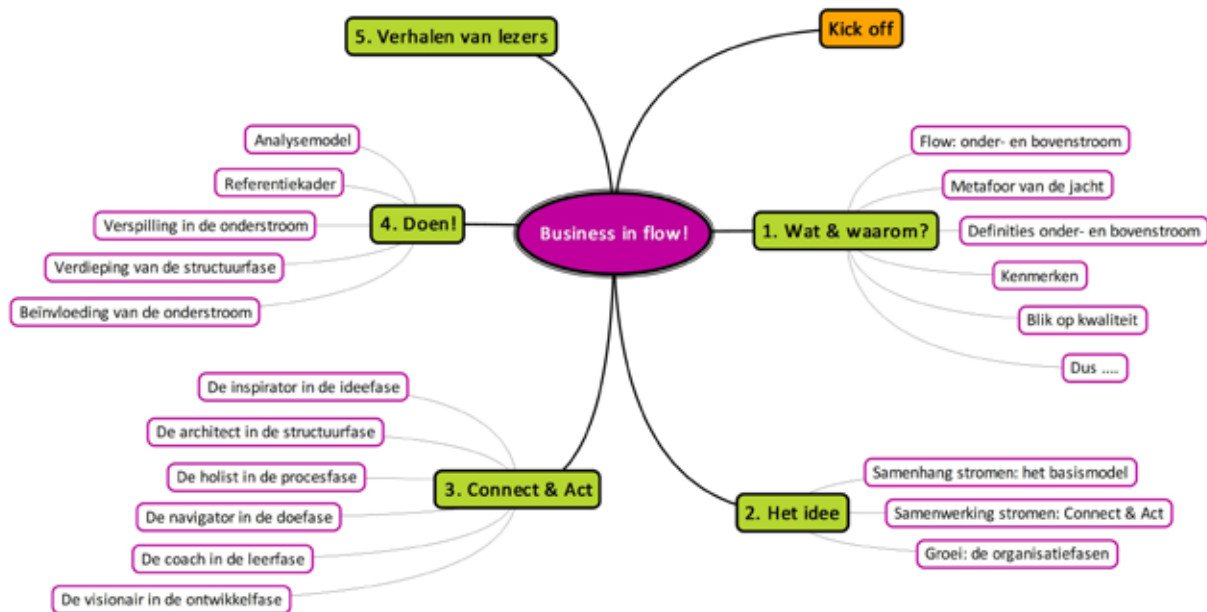 Business in flow!
Kick off
1. Wat & waarom?
Flow: onder- en bovenstroom
Metafoor van de jacht
Definities onder- en bovenstroom
Kenmerken
Blik op kwaliteit
Dus ....
2. Het idee
Samenhang stromen: het basismodel
Samenwerking stromen: Connect & Act
Groei: de organisatiefasen
3. Connect & Act
De inspirator in de ideefase
De architect in de structuurfase
De holist in de procesfase
De navigator in de doefase
De coach in de leerfase
De visionair in de ontwikkelfase
4. Doen!
Analysemodel
Referentiekader
Verspilling in de onderstroom
Verdieping van de structuurfase
Beïnvloeding van de onderstroom
5. Verhalen van lezers